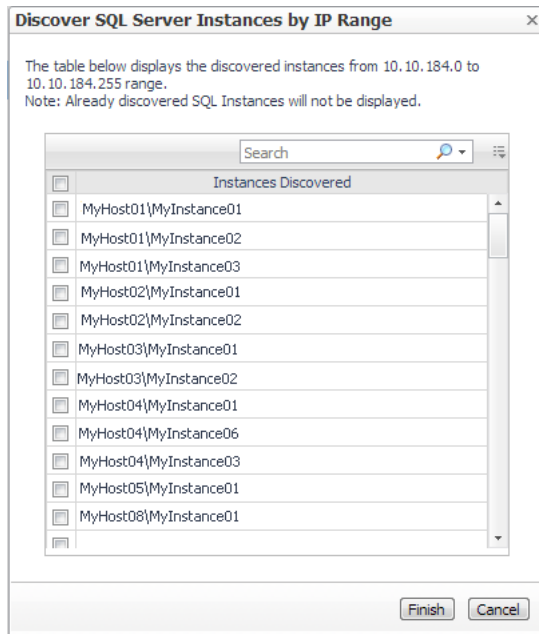 Discover SQL Server Instances by IP Range
The table below displays the discovered instances from 10.10.184.0 to
10.10.184.255 range.
Note: Already discovered SQL Instances will not be displayed.
Search
Instances Discovered
MyHost01\MyInstance01
MyHost01\MyInstance02
MyHost01\MyInstance03
MyHost02\MyInstance01
MyHost02\MyInstance02
MyHost03\MyInstance01
MyHost03\MyInstance02
MyHost04\MyInstance01
MyHost04\MyInstance06
MyHost04\MyInstance03
MyHost05\MyInstance01
MyHost08\MyInstance01
Finish Cancel